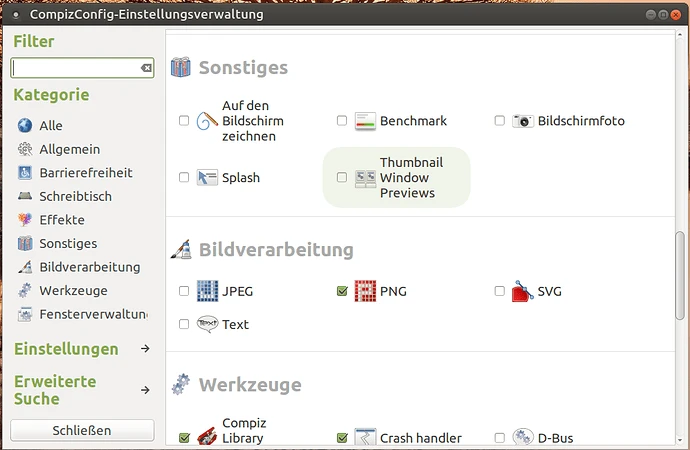 CompizConfig-Einstellungsverwaltung
Filter
Kategorie
Alle
Allgemein
Barrierefreiheit
Schreibtisch
Effekte
Sonstiges
Bildverarbeitung
Werkzeuge
Fensterverwaltun
Einstellungen
Erweiterte
Suche
Schließen
Sonstiges
Auf den
Bildschirm
zeichnen
Benchmark
Bildschirmfoto
Splash
Thumbnail
Window
Previews
Bildverarbeitung
JPEG
PNG
SVG
Text
Text
Werkzeuge
Compiz
Library
Crash handler
D-Bus